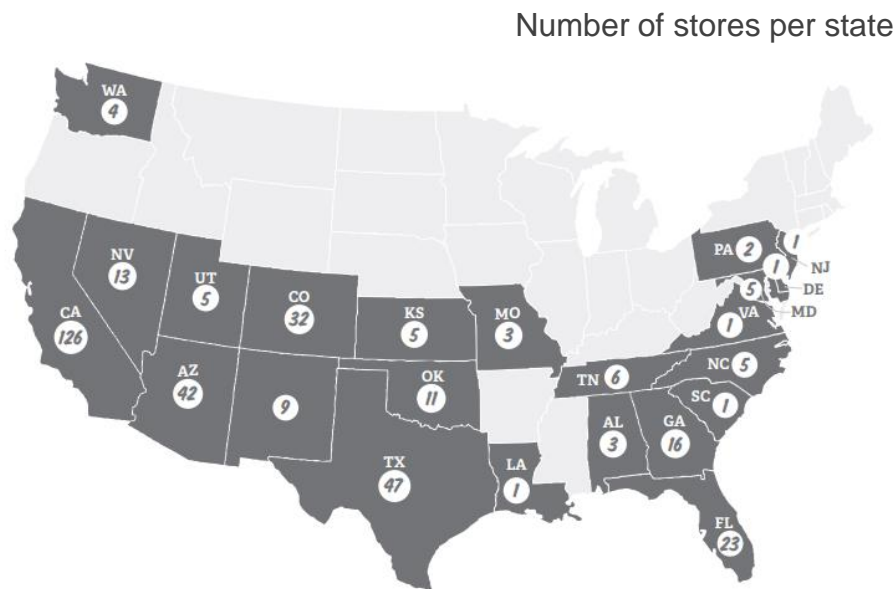 Number of stores per state
WA
4
NV
13
UT
5
CA
126
CO
32
KS
5
MO
3
PA 2
1
NJ
1
DE
5
MD
VA
1
AZ
42
9
OK
11
TN 6
NC 5
SC
1
TX
47
LA
1
AL
3
GA
16
FL
23